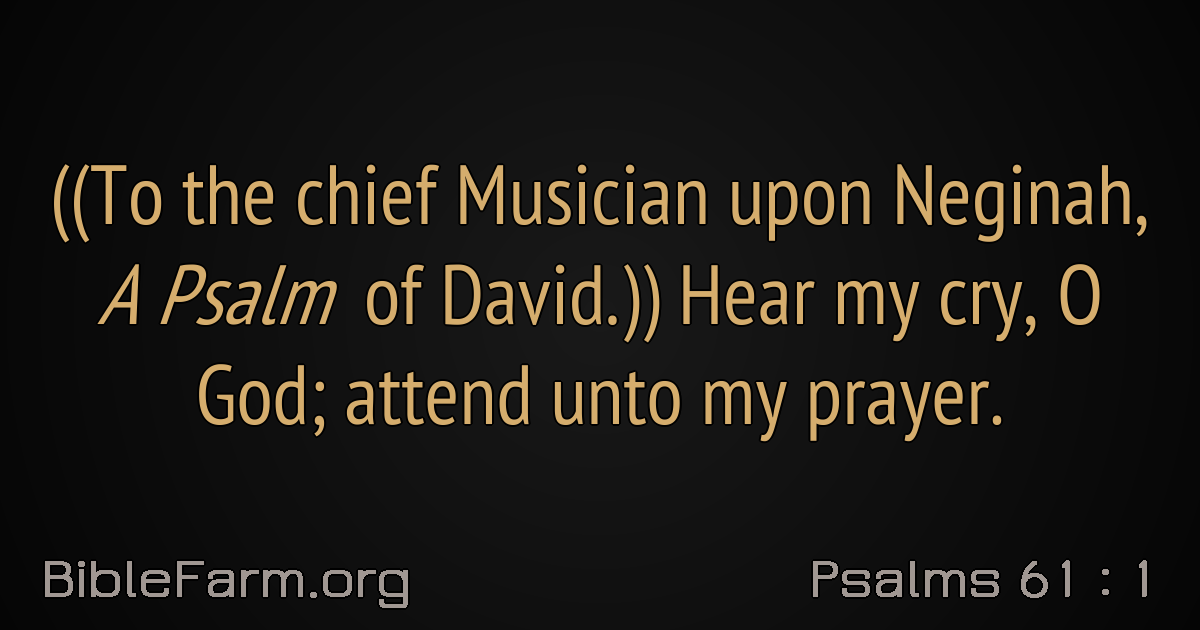 ((To the chief Musician upon Neginah,
A Psalm of David.)) Hear my cry, O
God; attend unto my prayer.
BibleFarm.org
Psalms 61 : 1